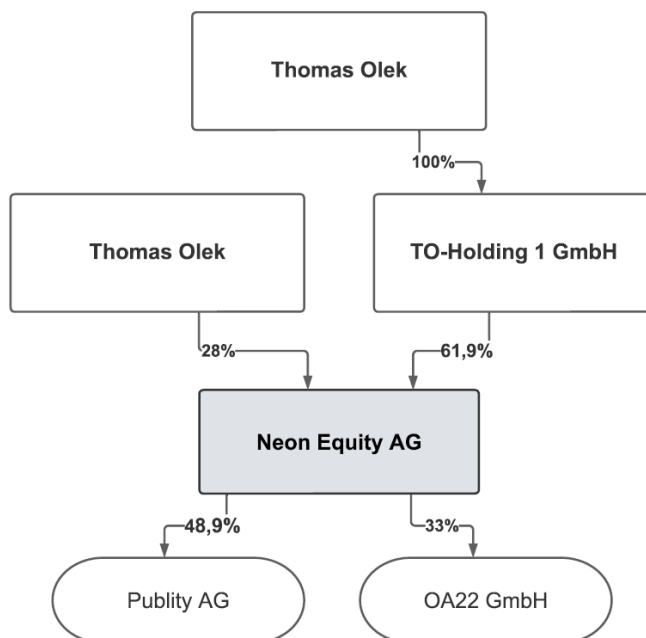 Thomas Olek
100%
Thomas Olek
TO-Holding 1 GmbH
28%
61,9%
Neon Equity AG
48,9%
33%
Publity AG
OA22 GmbH